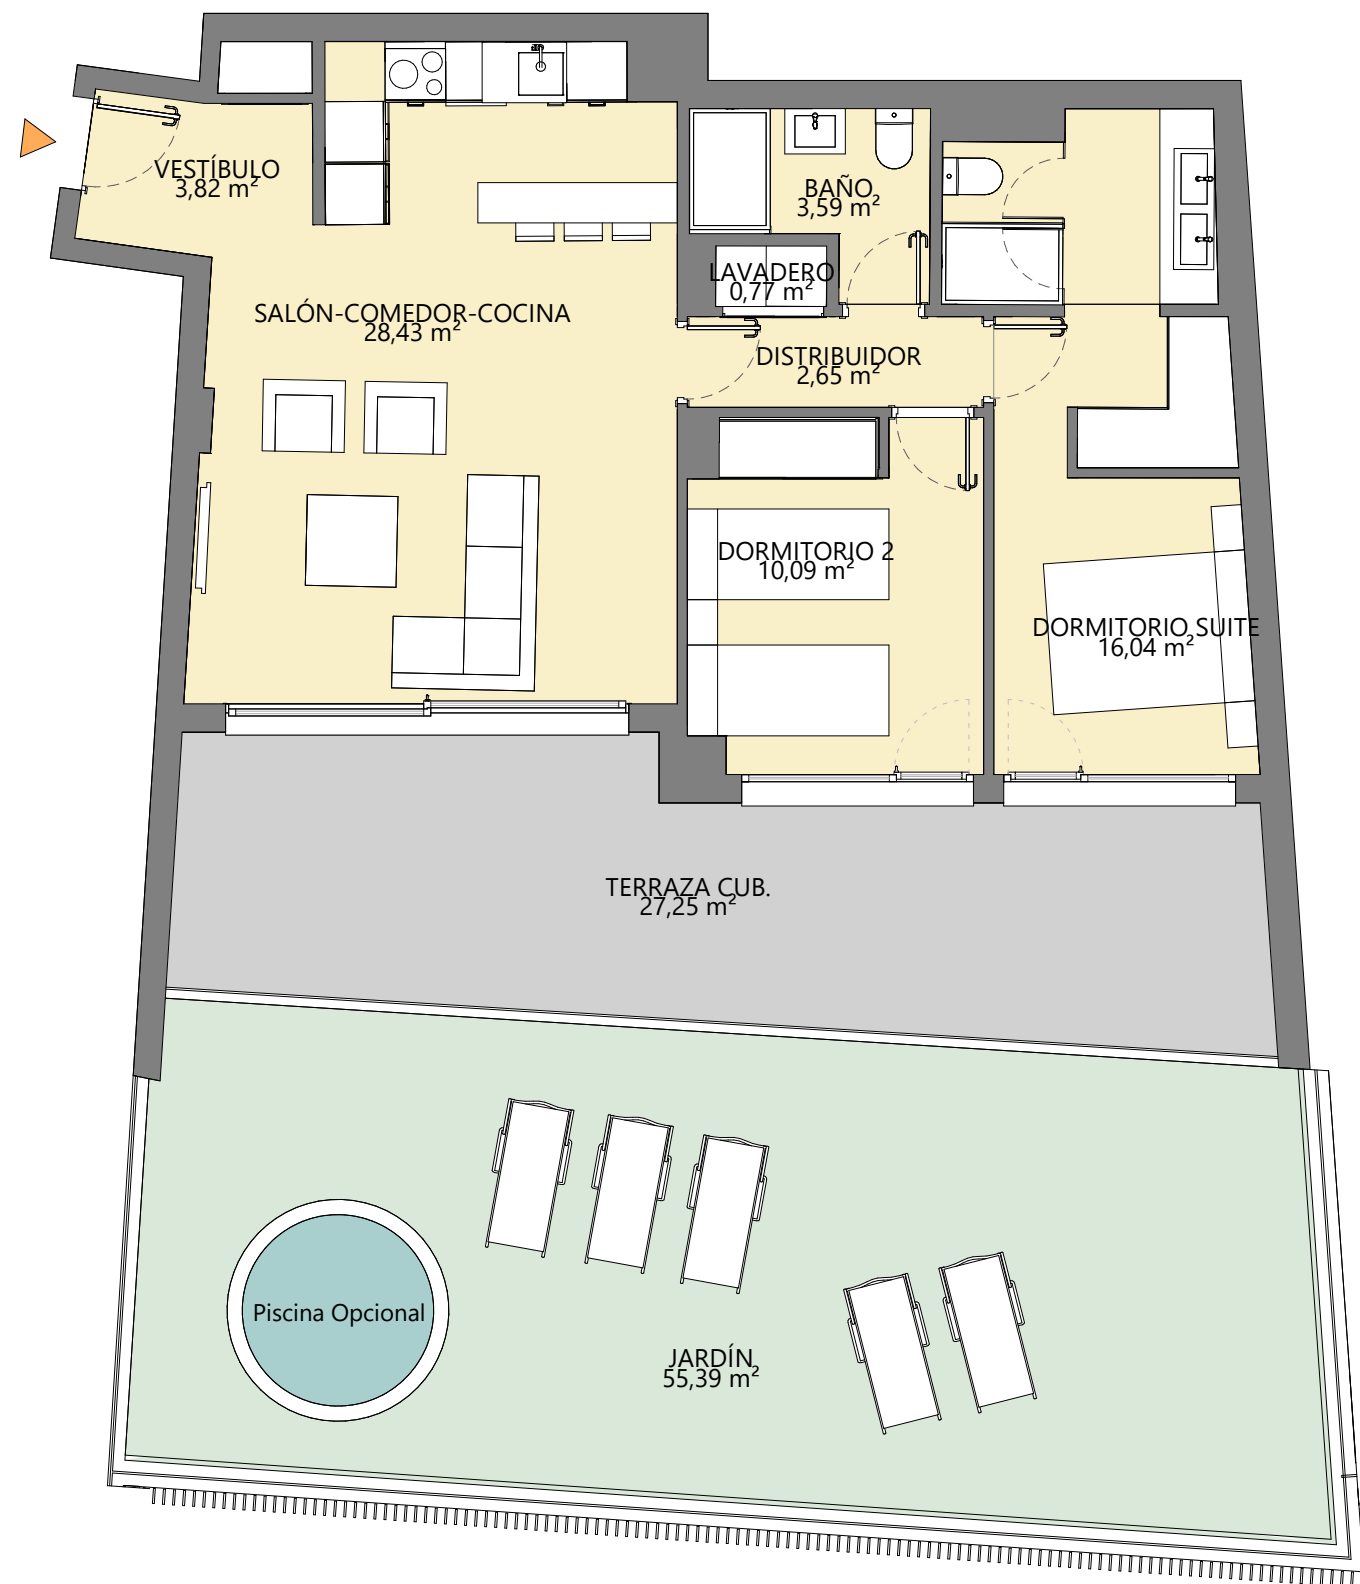 VESTÍBULO
3,82 m²
BAÑO
3,59 m²
LAVADERO
0,77 m²
SALÓN-COMEDOR-COCINA
28,43 m²
DISTRIBUIDOR
2,65 m²
DORMITORIO 2
10,09 m²
DORMITORIO SUITE
16,04 m²
TERRAZA CUB.
27,25 m²
Piscina Opcional
JARDÍN
55,39 m²